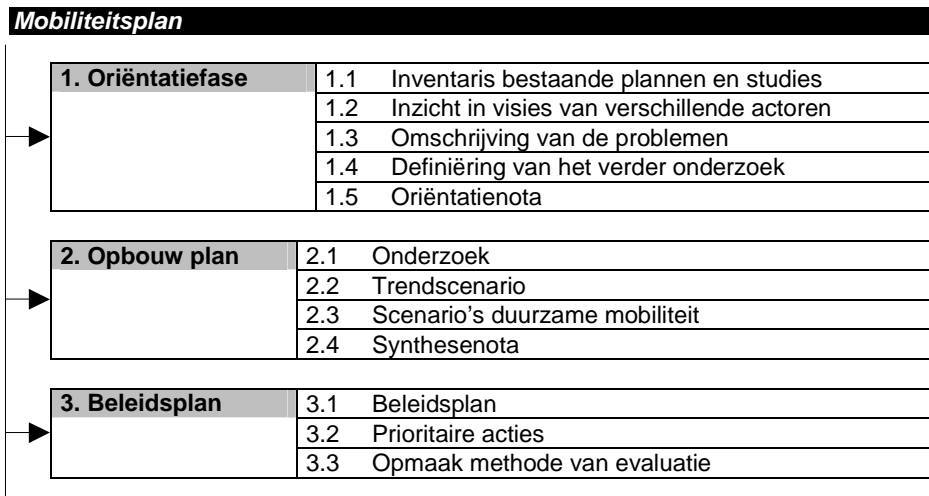 Mobiliteitsplan
1. Oriëntatiefase 1.1 Inventaris bestaande plannen en studies
1.2 Inzicht in visies van verschillende actoren
1.3 Omschrijving van de problemen
1.4 Definiëring van het verder onderzoek
1.5 Oriëntatienota
2. Opbouw plan 2.1 Onderzoek
2.2 Trendscenario
2.3 Scenario's duurzame mobiliteit
2.4 Synthesenota
3. Beleidsplan 3.1 Beleidsplan
3.2 Prioritaire acties
3.3 Opmaak methode van evaluatie